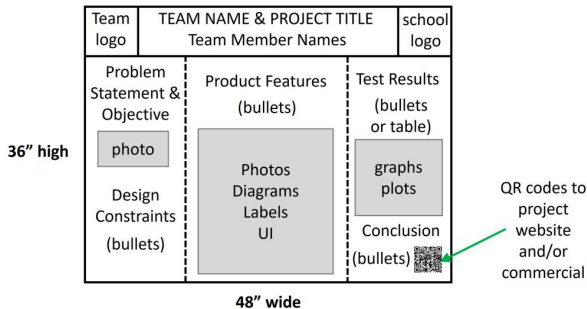 Team
logo
TEAM NAME & PROJECT TITLE
Team Member Names
school
logo
Problem
Statement &
Objective
photo
Design
Constraints
(bullets)
Product Features
(bullets)
Photos
Diagrams
Labels
UI
Test Results
(bullets
or table)
graphs
plots
Conclusion
(bullets)
36” high
48” wide
QR codes to
project
website
and/or
commercial